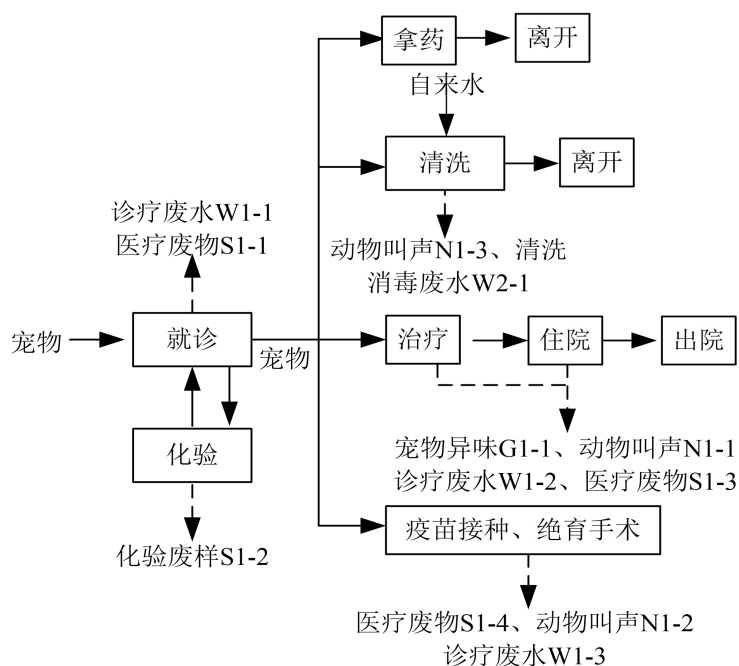 拿药
离开
自来水
清洗
离开
诊疗废水W1-1
医疗废物S1-1
动物叫声N1-3、清洗
消毒废水W2-1
宠物
就诊
宠物
治疗
住院
出院
化验
宠物异味G1-1、动物叫声N1-1
诊疗废水W1-2、医疗废物S1-3
疫苗接种、绝育手术
化验废样S1-2
医疗废物S1-4、动物叫声N1-2
诊疗废水W1-3